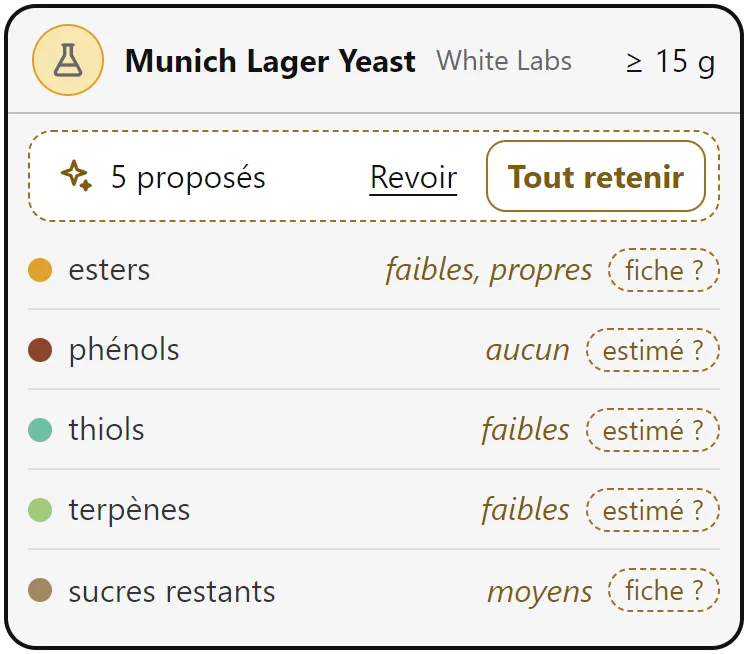 Munich Lager Yeast White Labs ≥ 15 g
5 proposés Revoir Tout retenir
esters faibles, propres fiche ?
phénols aucun estimé ?
thiols faibles estimé ?
terpènes faibles estimé ?
sucres restants moyens fiche ?